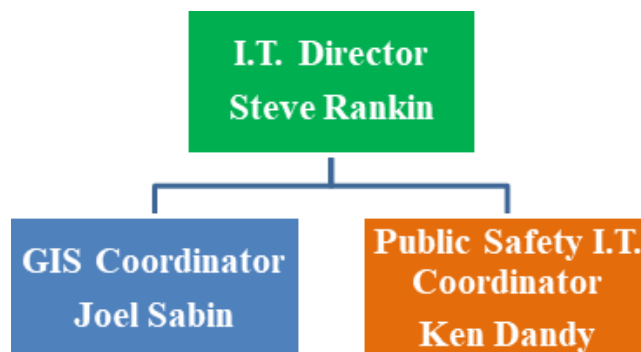 I.T. Director
Steve Rankin
GIS Coordinator
Joel Sabin
Public Safety I.T.
Coordinator
Ken Dandy